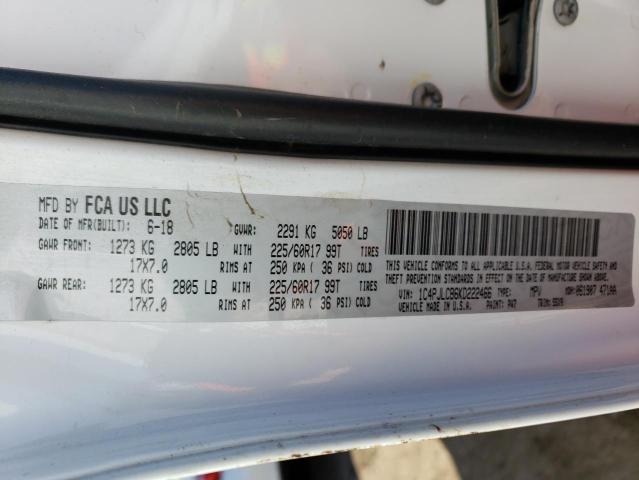 MFD BY FCA US LLC
DATE OF MFR(BUILT): 6-18 GVWR: 2291 KG 5050 LB
GAWR FRONT: 1273 KG 2805 LB WITH 225/60R17 99T TIRES
17X7.0 RIMS AT 250 KPA ( 36 PSI) COLD
GAWR REAR: 1273 KG 2805 LB WITH 225/60R17 99T TIRES
17X7.0 RIMS AT 250 KPA ( 36 PSI) COLD
THIS VEHICLE CONFORMS TO ALL APPLICABLE U.S.A. FEDERAL MOTOR VEHICLE SAFETY AND
THEFT PREVENTION STANDARDS IN EFFECT ON THE DATE OF MANUFACTURE SHOWN ABOVE.
VIN: 1C4PJLCB6KD222466 TYPE: MPV MDH: 061907 471AA
VEHICLE MADE IN U.S.A. PAINT: PW7 TRIM: